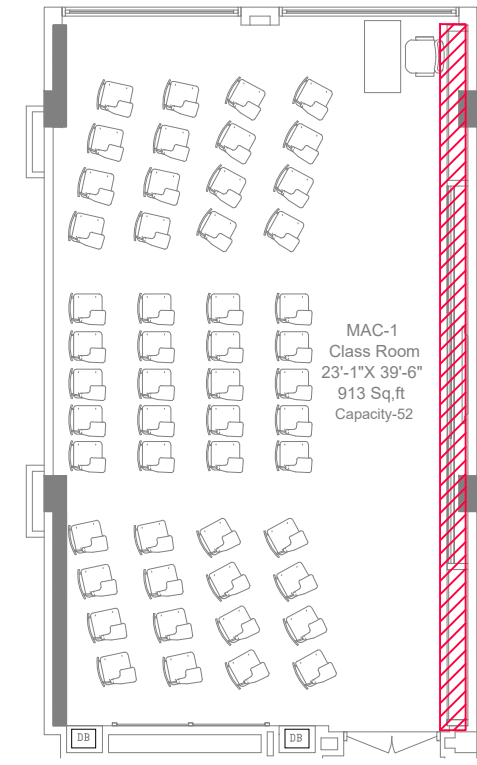 MAC-1
Class Room
23'-1"X 39'-6"
913 Sq,ft
Capacity-52
DB
DB